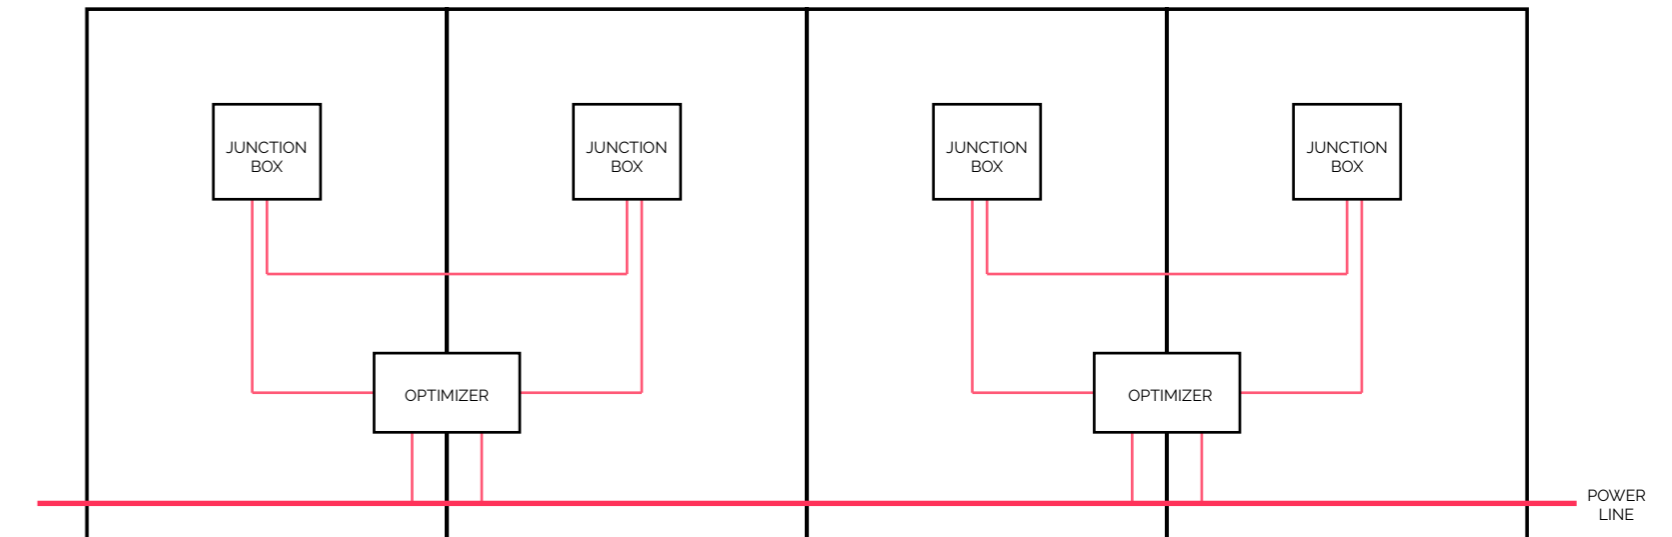 JUNCTION
BOX
JUNCTION
BOX
JUNCTION
BOX
JUNCTION
BOX
OPTIMIZER
OPTIMIZER
POWER
LINE